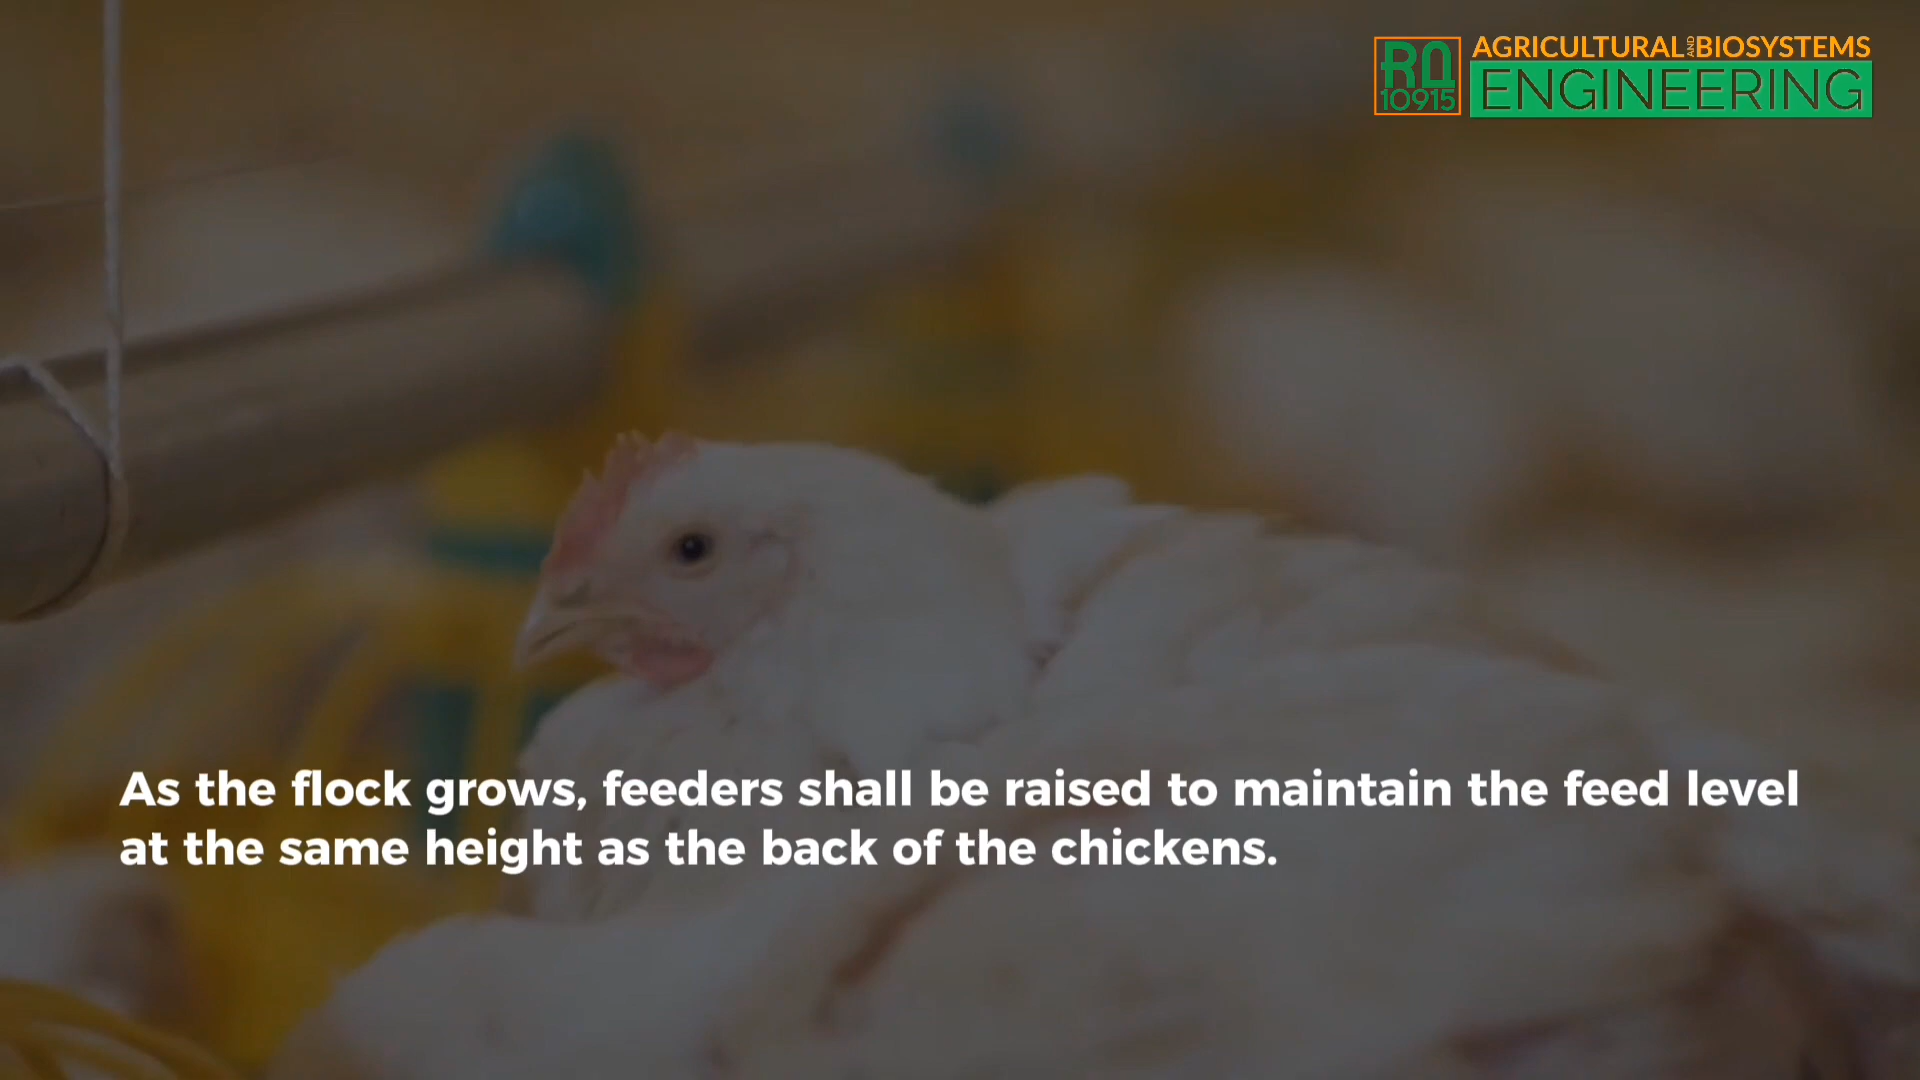 RA
10915
AGRICULTURAL AND BIOSYSTEMS
ENGINEERING
As the flock grows, feeders shall be raised to maintain the feed level
at the same height as the back of the chickens.